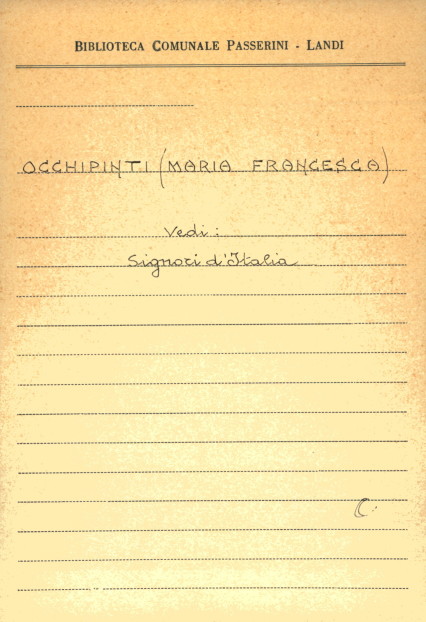 BIBLIOTECA COMUNALE PASSERINI - LANDI
OCCHIPINTI (MARIA FRANCESCA)
Vedi:
Signori d'Italia
C.